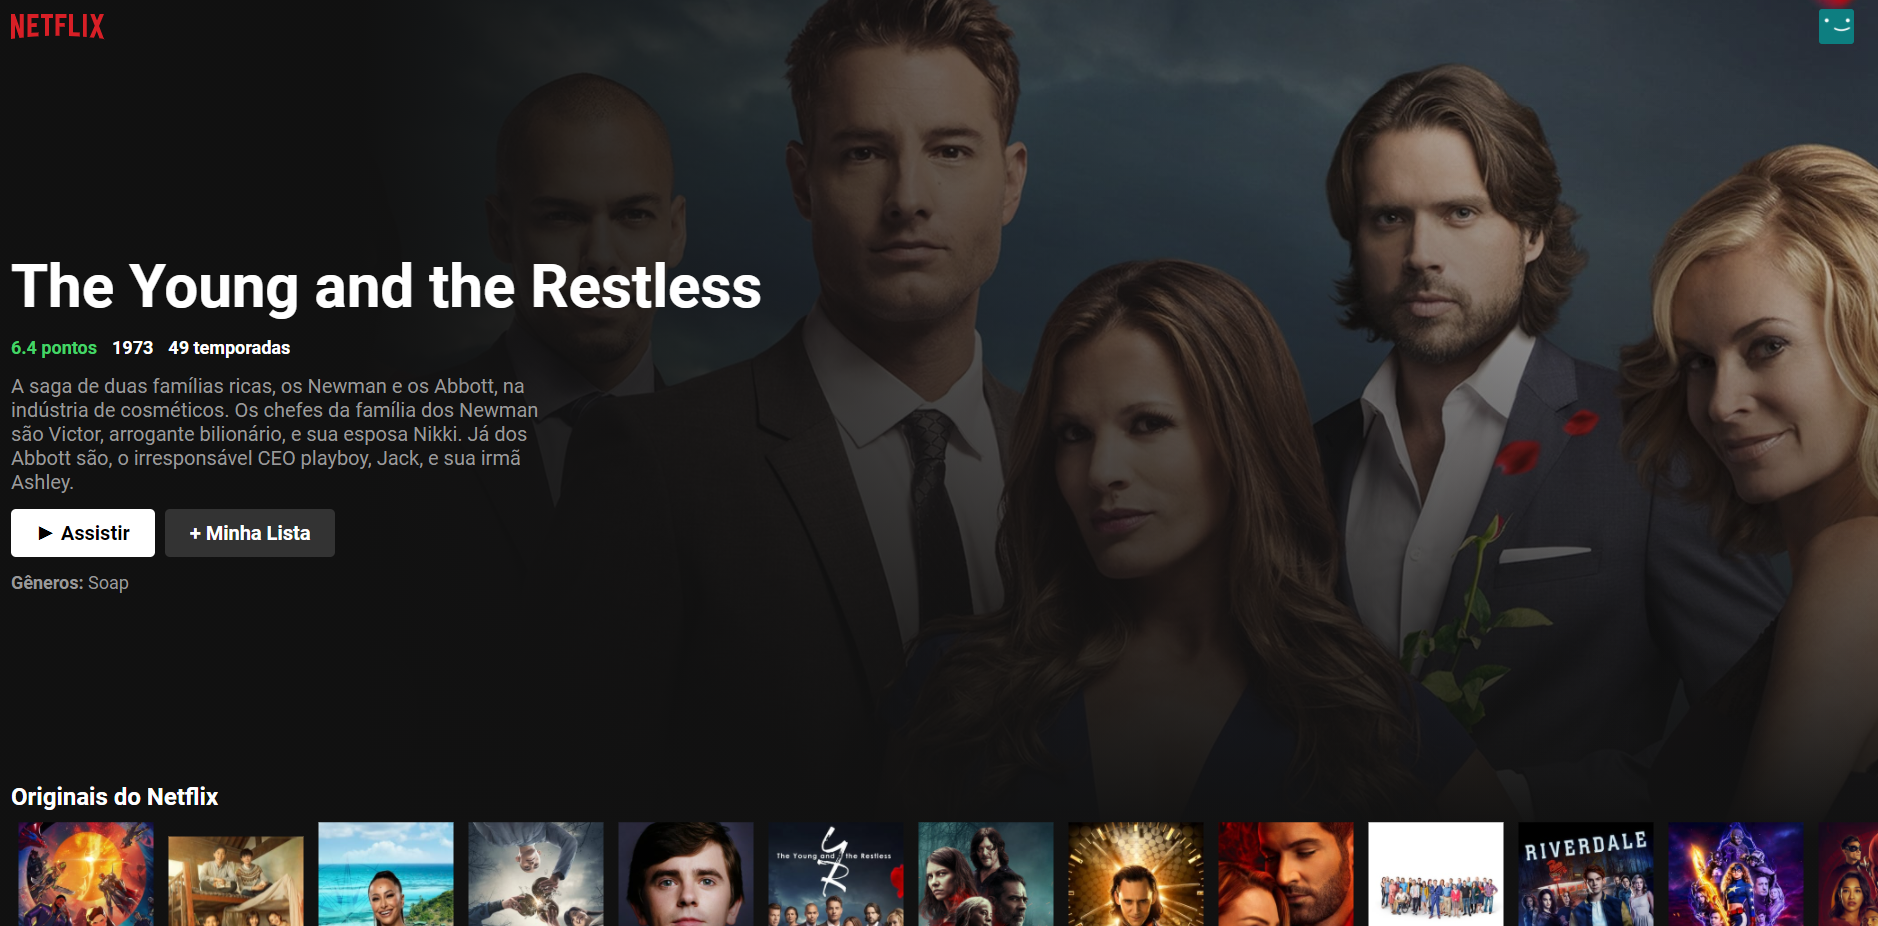 NETFLIX
The Young and the Restless
6.4 pontos 1973 49 temporadas
A saga de duas famílias ricas, os Newman e os Abbott, na
indústria de cosméticos. Os chefes da família dos Newman
são Victor, arrogante bilionário, e sua esposa Nikki. Já dos
Abbott são, o irresponsável CEO playboy, Jack, e sua irmã
Ashley.
▶ Assistir + Minha Lista
Gêneros: Soap
Originais do Netflix
YR
The Young and the Restless
RIVERDALE